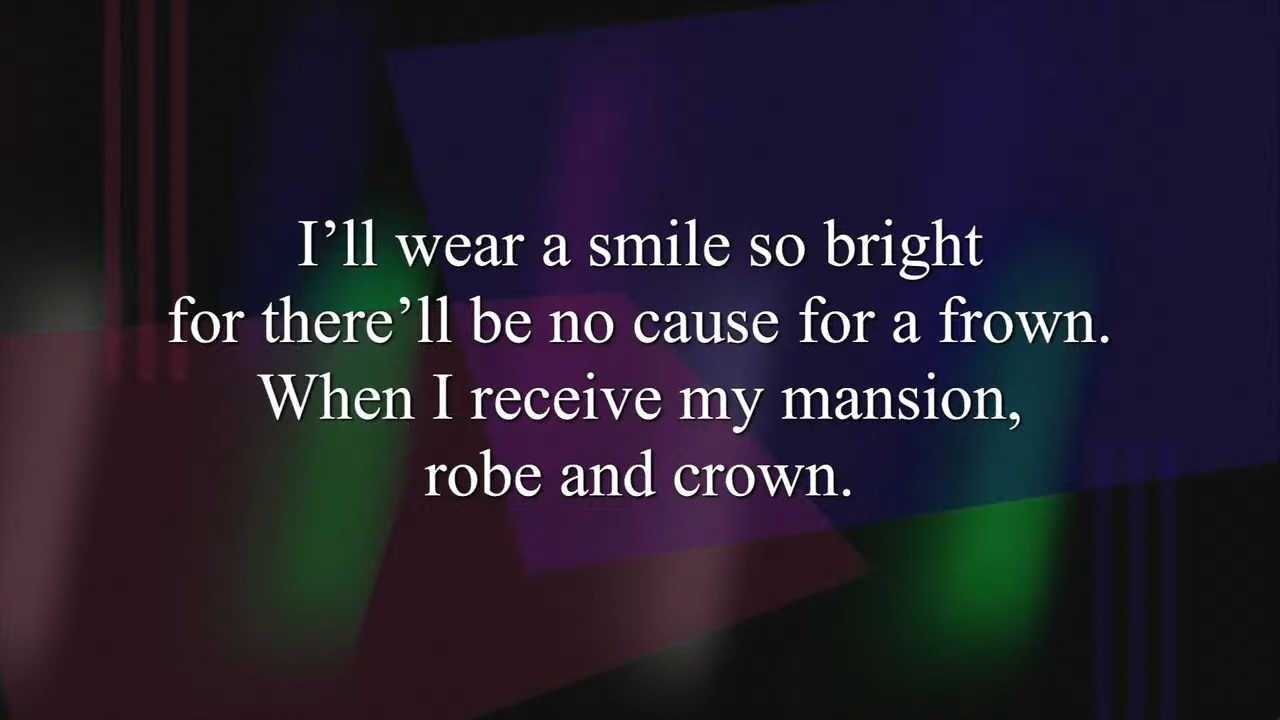 I’ll wear a smile so bright
for there’ll be no cause for a frown.
When I receive my mansion,
robe and crown.